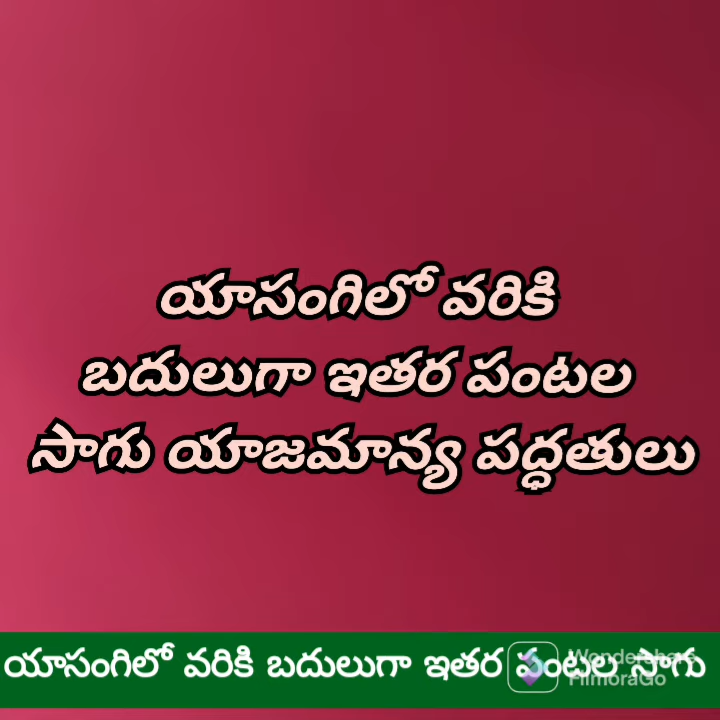 యాసంగిలో వరికి
బదులుగా ఇతర పంటల
సాగు యాజమాన్య పద్ధతులు
యాసంగిలో వరికి బదులుగా ఇతర పంటల సాగు
Wondershare
FilmoraGo